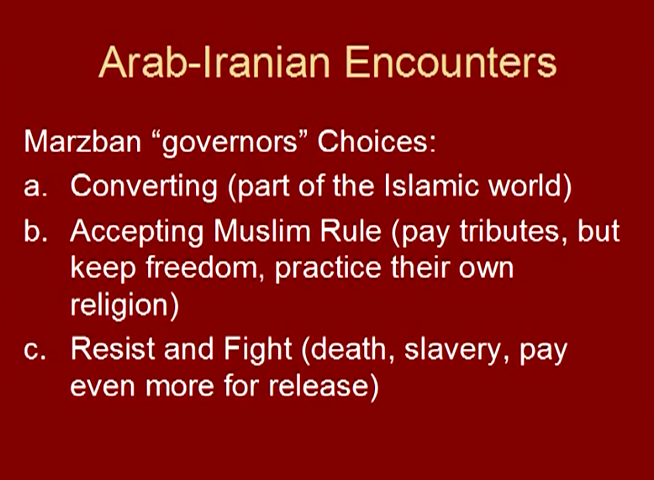 Arab-Iranian Encounters
Marzban “governors” Choices:
a. Converting (part of the Islamic world)
b. Accepting Muslim Rule (pay tributes, but
keep freedom, practice their own
religion)
c. Resist and Fight (death, slavery, pay
even more for release)